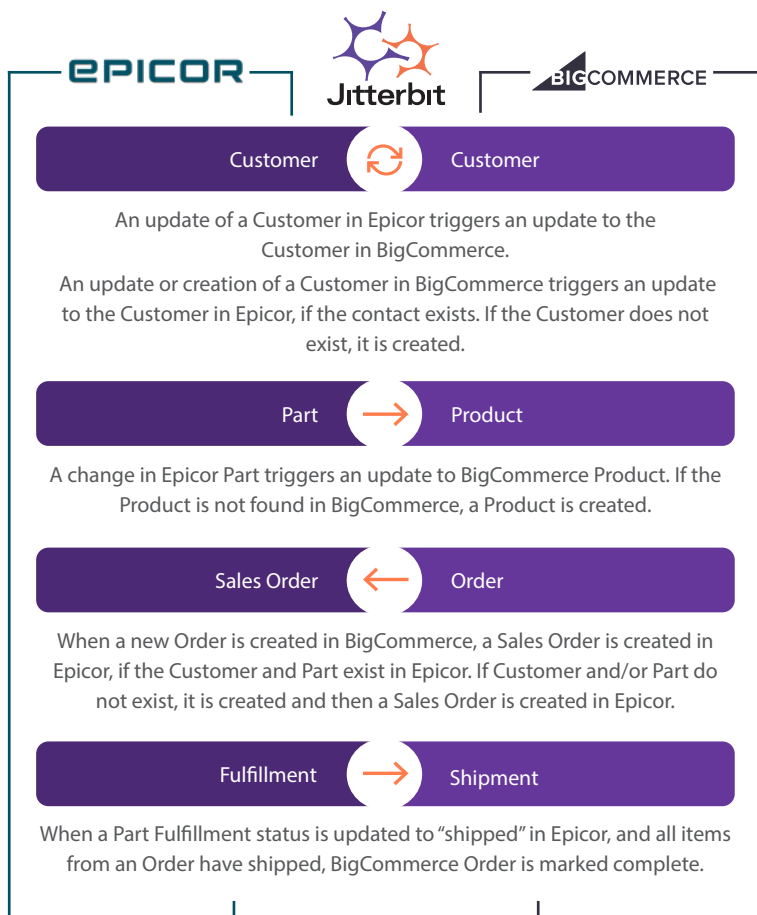 EPICOR
Jitterbit
BIGCOMMERCE
Customer Customer
An update of a Customer in Epicor triggers an update to the
Customer in BigCommerce.
An update or creation of a Customer in BigCommerce triggers an update
to the Customer in Epicor, if the contact exists. If the Customer does not
exist, it is created.
Part Product
A change in Epicor Part triggers an update to BigCommerce Product. If the
Product is not found in BigCommerce, a Product is created.
Sales Order Order
When a new Order is created in BigCommerce, a Sales Order is created in
Epicor, if the Customer and Part exist in Epicor. If Customer and/or Part do
not exist, it is created and then a Sales Order is created in Epicor.
Fulfillment Shipment
When a Part Fulfillment status is updated to “shipped” in Epicor, and all items
from an Order have shipped, BigCommerce Order is marked complete.